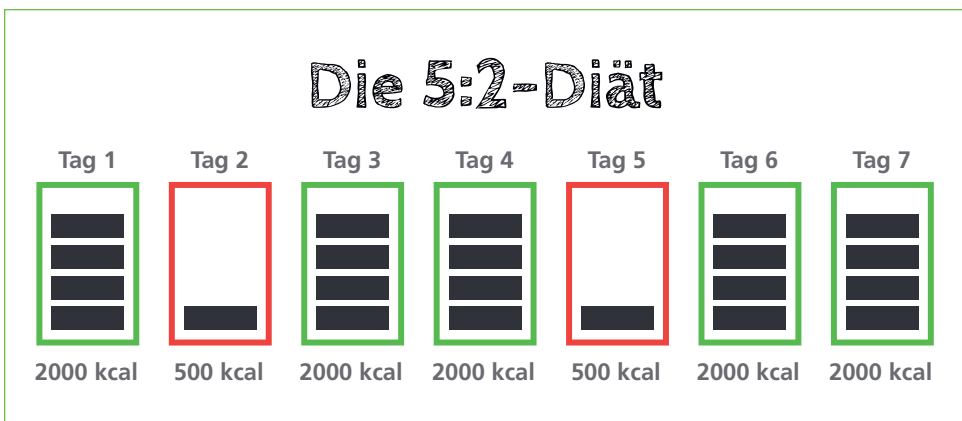 Die 5:2-Diät
Tag 1 Tag 2 Tag 3 Tag 4 Tag 5 Tag 6 Tag 7
2000 kcal 500 kcal 2000 kcal 2000 kcal 500 kcal 2000 kcal 2000 kcal